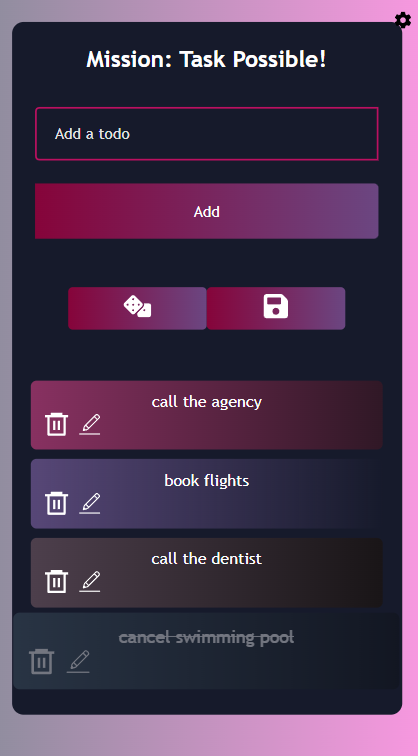 Mission: Task Possible!
Add a todo
Add
call the agency
book flights
call the dentist
cancel swimming pool